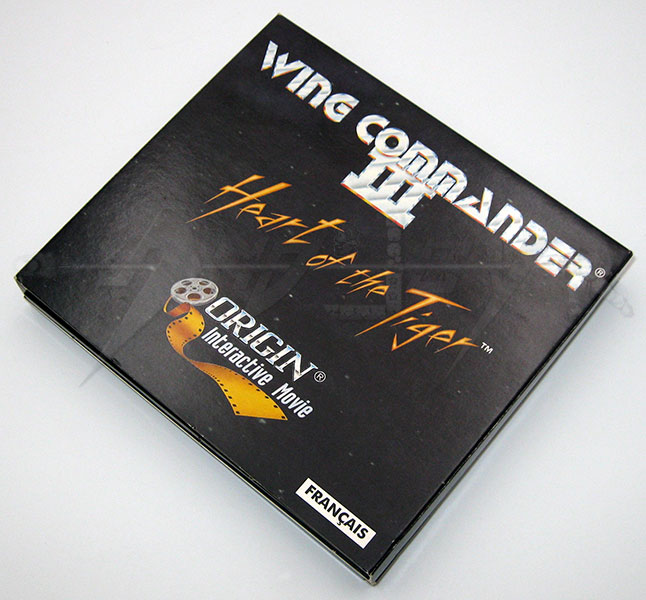 WING COMMANDER®
III
Heart of the Tiger™
ORIGIN®
Interactive Movie
FRANÇAIS